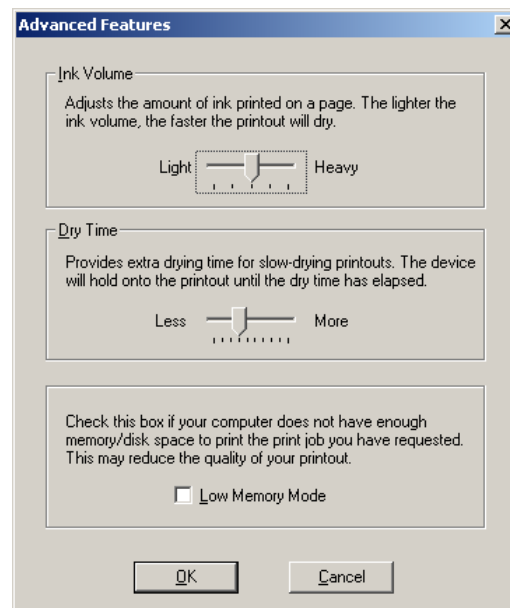 Advanced Features
Ink Volume
Adjusts the amount of ink printed on a page. The lighter the
ink volume, the faster the printout will dry.
Light Heavy
Dry Time
Provides extra drying time for slow-drying printouts. The device
will hold onto the printout until the dry time has elapsed.
Less More
Check this box if your computer does not have enough
memory/disk space to print the print job you have requested.
This may reduce the quality of your printout.
Low Memory Mode
OK Cancel